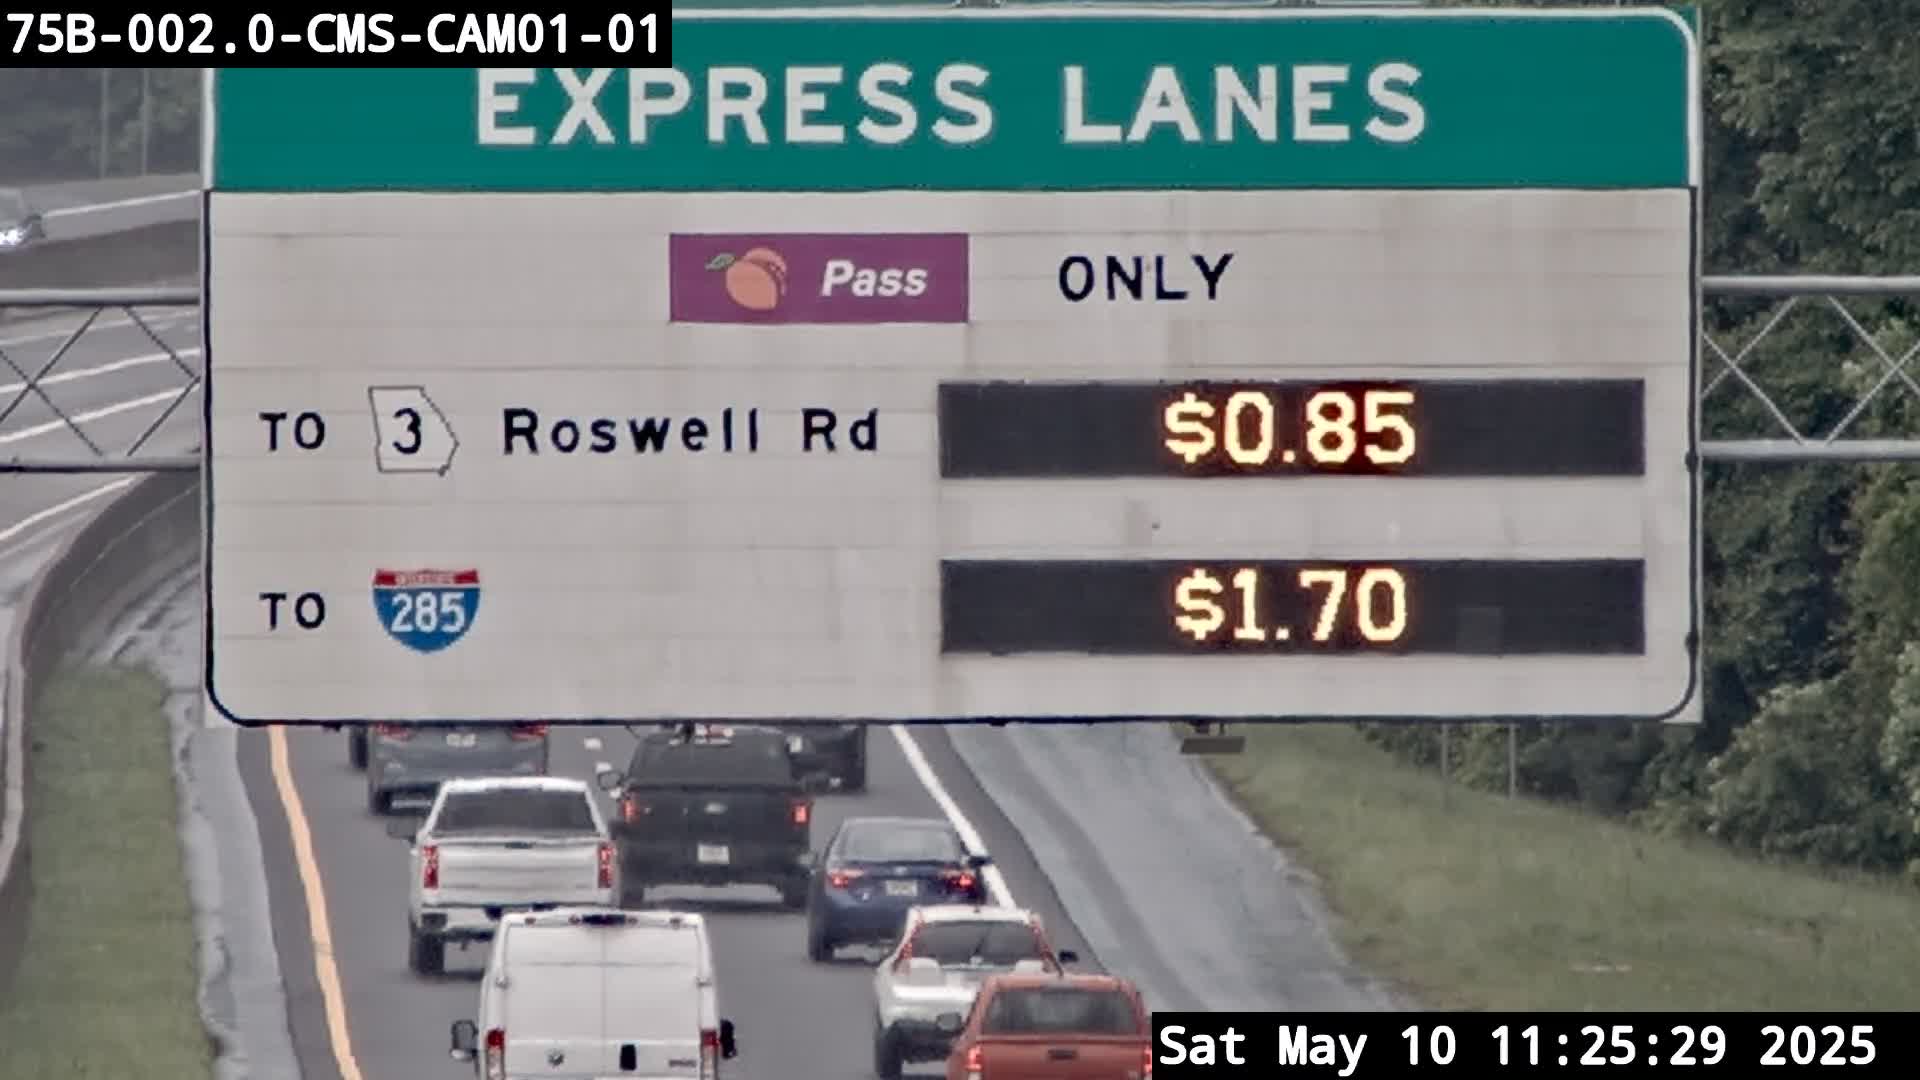 75B-002.0-CMS-CAM01-01
EXPRESS LANES
Pass ONLY
TO 3 Roswell Rd $0.85
TO 285 $1.70
Sat May 10 11:25:29 2025